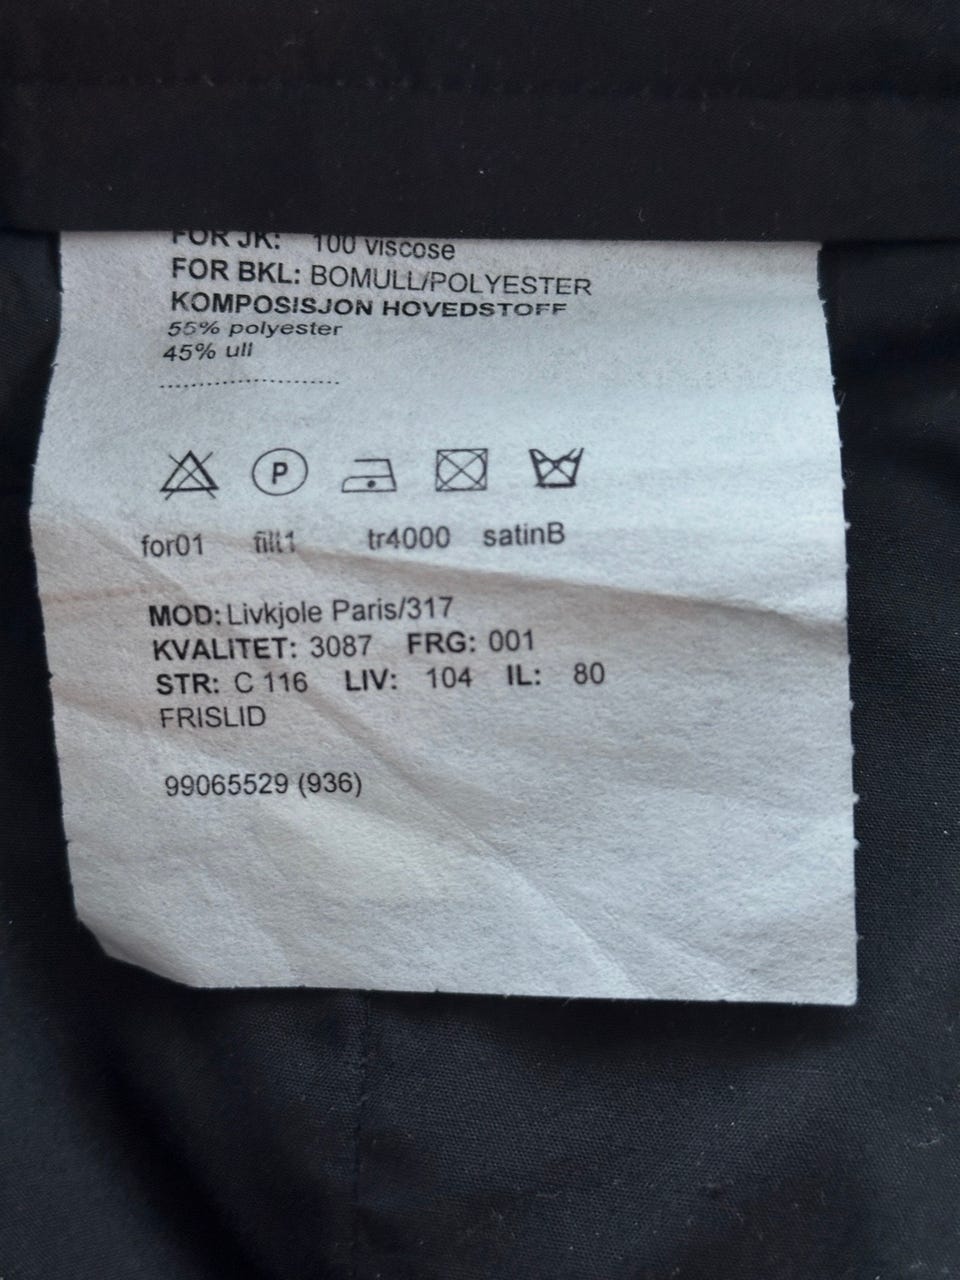 FOR JK: 100 viscose
FOR BKL: BOMULL/POLYESTER
KOMPOSISJON HOVEDSTOFF
55% polyester
45% ull
P
for01 fill1 tr4000 satinB
MOD: Livkjole Paris/317
KVALITET: 3087 FRG: 001
STR: C 116 LIV: 104 IL: 80
FRISLID
99065529 (936)